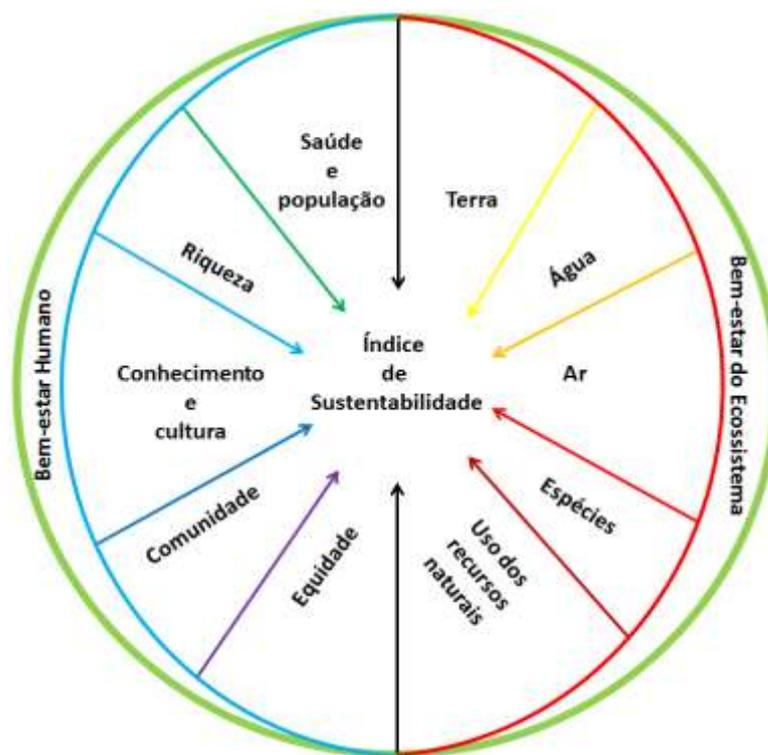 Saúde
e
população
Terra
Riqueza
Água
Bem-estar Humano
Índice
de
Sustentabilidade
Conhecimento
e
cultura
Ar
Bem-estar do Ecossistema
Comunidade
Espécies
Equidade
Uso dos
recursos
naturais